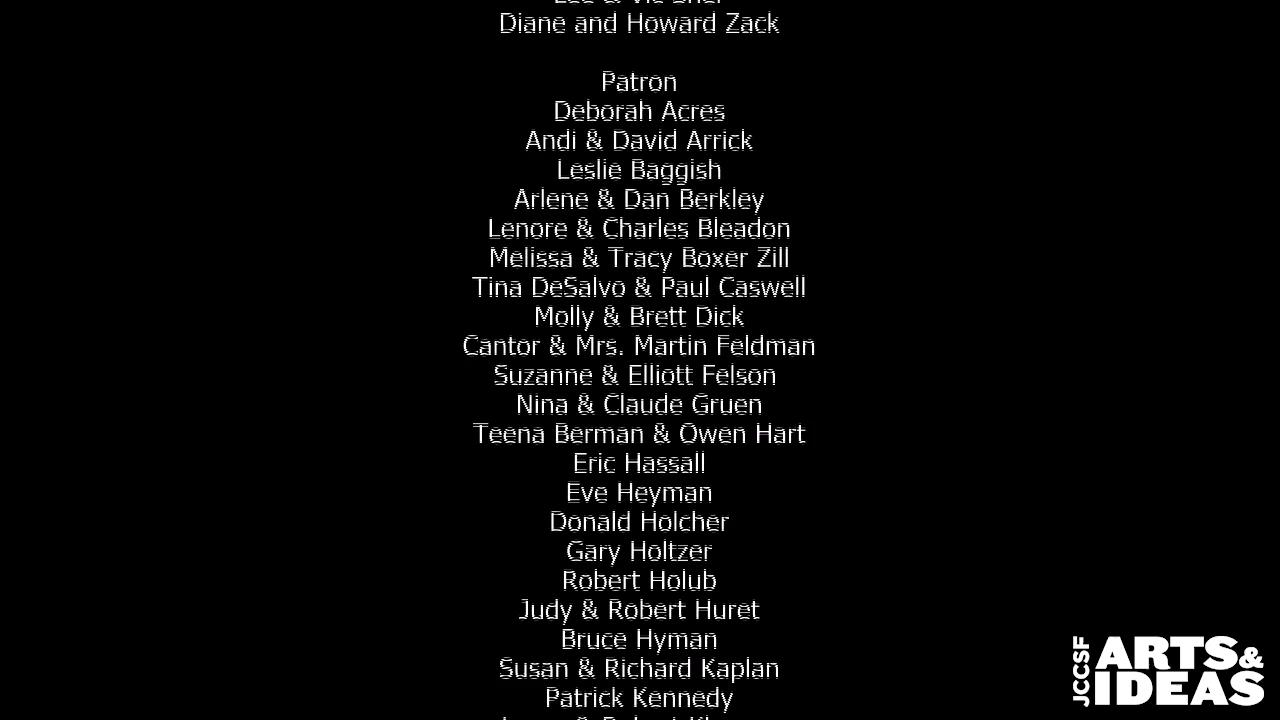 Diane and Howard Zack
Patron
Deborah Acres
Andi & David Arrick
Leslie Baggish
Arlene & Dan Berkley
Lenore & Charles Bleadon
Melissa & Tracy Boxer Zill
Tina DeSalvo & Paul Caswell
Molly & Brett Dick
Cantor & Mrs. Martin Feldman
Suzanne & Elliott Felson
Nina & Claude Gruen
Teena Berman & Owen Hart
Eric Hassall
Eve Heyman
Donald Holcher
Gary Holtzer
Robert Holub
Judy & Robert Huret
Bruce Hyman
Susan & Richard Kaplan
Patrick Kennedy
JCCSF
ARTS&
IDEAS